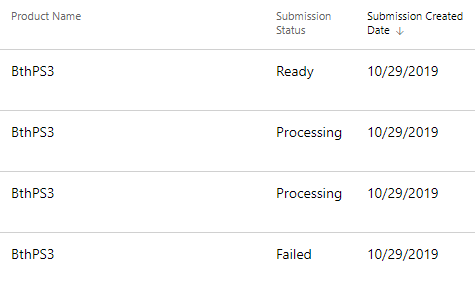 Product Name Submission Status Submission Created Date ↓
BthPS3 Ready 10/29/2019
BthPS3 Processing 10/29/2019
BthPS3 Processing 10/29/2019
BthPS3 Failed 10/29/2019